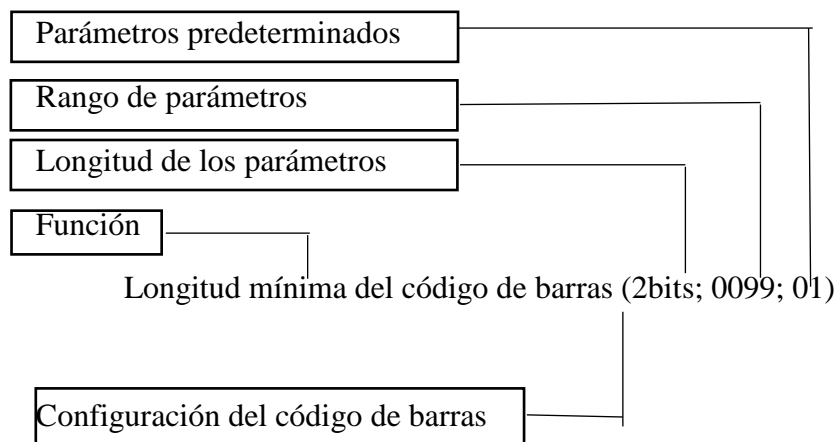 Parámetros predeterminados
Rango de parámetros
Longitud de los parámetros
Función
Longitud mínima del código de barras (2bits; 0099; 01)
Configuración del código de barras